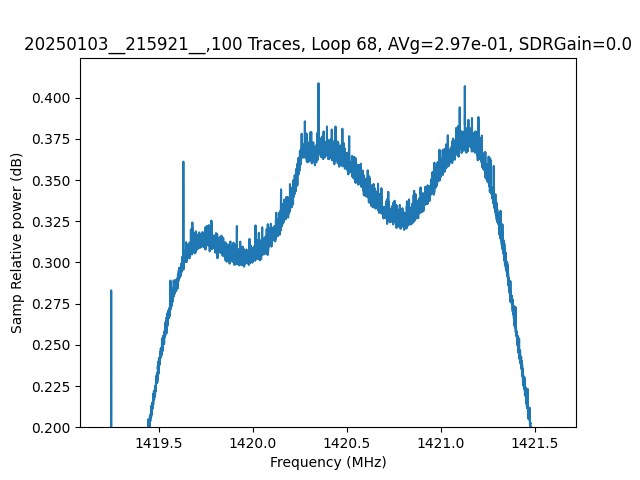 20250103__215921__,100 Traces, Loop 68, AVg=2.97e-01, SDRGain=0.0
Samp Relative power (dB)
0.400
0.375
0.350
0.325
0.300
0.275
0.250
0.225
0.200
1419.5 1420.0 1420.5 1421.0 1421.5
Frequency (MHz)